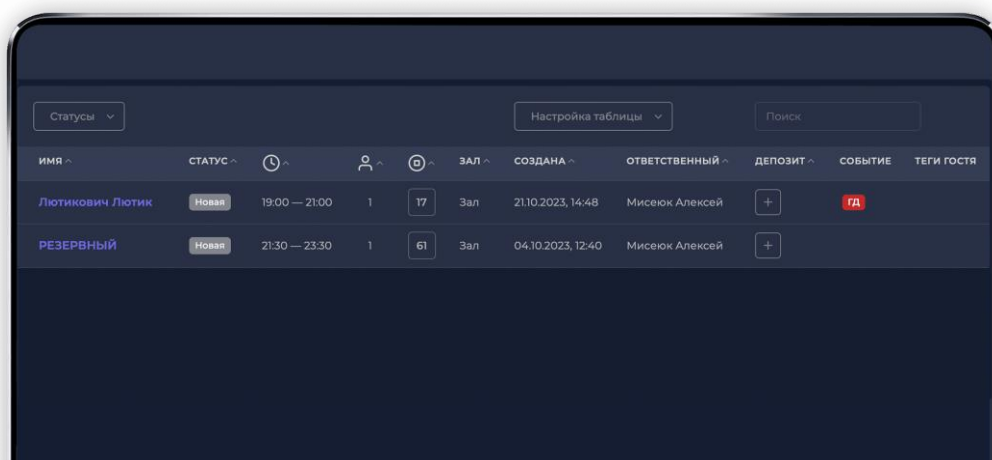 Статусы Настройка таблицы Поиск
ИМЯ СТАТУС ЗАЛ СОЗДАНА ОТВЕТСТВЕННЫЙ ДЕПОЗИТ СОБЫТИЕ ТЕГИ ГОСТЯ
Лютикович Лютик Новая 19:00 — 21:00 1 17 Зал 21.10.2023, 14:48 Мисеюк Алексей + ГД
РЕЗЕРВНЫЙ Новая 21:30 — 23:30 1 61 Зал 04.10.2023, 12:40 Мисеюк Алексей +